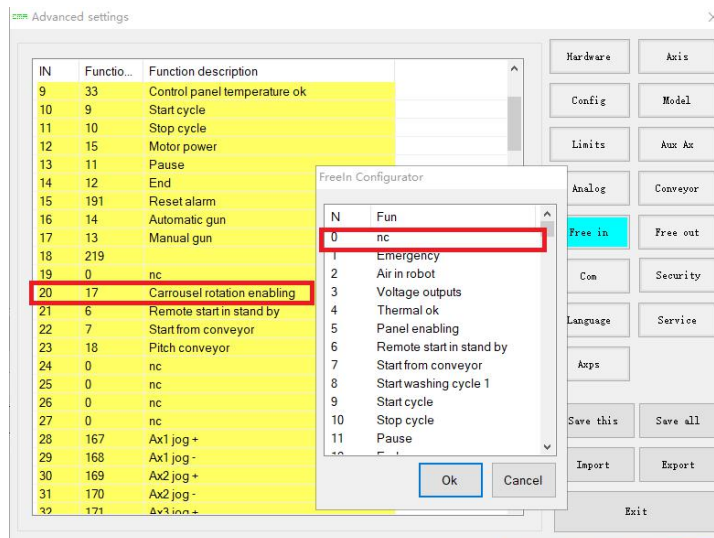 CMA Advanced settings
IN Functio... Function description
9 33 Control panel temperature ok
10 9 Start cycle
11 10 Stop cycle
12 15 Motor power
13 11 Pause
14 12 End
15 191 Reset alarm
16 14 Automatic gun
17 13 Manual gun
18 219
19 0 nc
20 17 Carrousel rotation enabling
21 6 Remote start in stand by
22 7 Start from conveyor
23 18 Pitch conveyor
24 0 nc
25 0 nc
26 0 nc
27 0 nc
28 167 Ax1 jog +
29 168 Ax1 jog -
30 169 Ax2 jog +
31 170 Ax2 jog -
32 171 Ax3 jog +
FreeIn Configurator
N Fun
0 nc
1 Emergency
2 Air in robot
3 Voltage outputs
4 Thermal ok
5 Panel enabling
6 Remote start in stand by
7 Start from conveyor
8 Start washing cycle 1
9 Start cycle
10 Stop cycle
11 Pause
Ok Cancel
Hardware Axis
Config Model
Limits Aux Ax
Analog Conveyor
Free in Free out
Com Security
Language Service
Axps
Save this Save all
Import Export
Exit